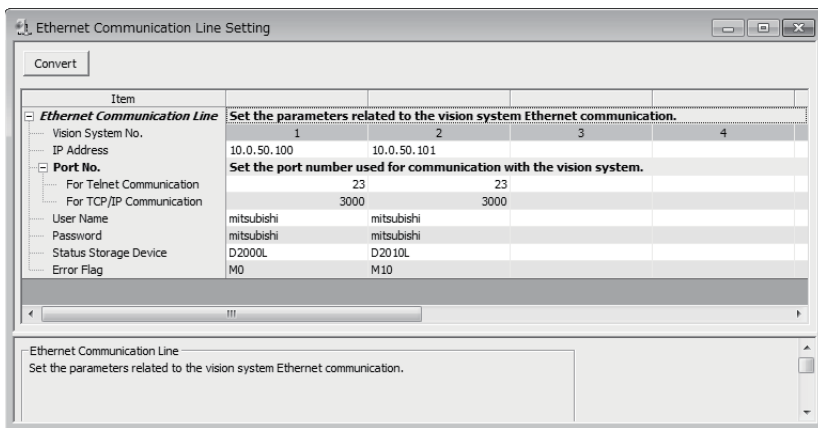 Ethernet Communication Line Setting
Convert
Item
Ethernet Communication Line Set the parameters related to the vision system Ethernet communication.
Vision System No. 1 2 3 4
IP Address 10.0.50.100 10.0.50.101
Port No. Set the port number used for communication with the vision system.
For Telnet Communication 23 23
For TCP/IP Communication 3000 3000
User Name mitsubishi mitsubishi
Password mitsubishi mitsubishi
Status Storage Device D2000L D2010L
Error Flag M0 M10
Ethernet Communication Line
Set the parameters related to the vision system Ethernet communication.